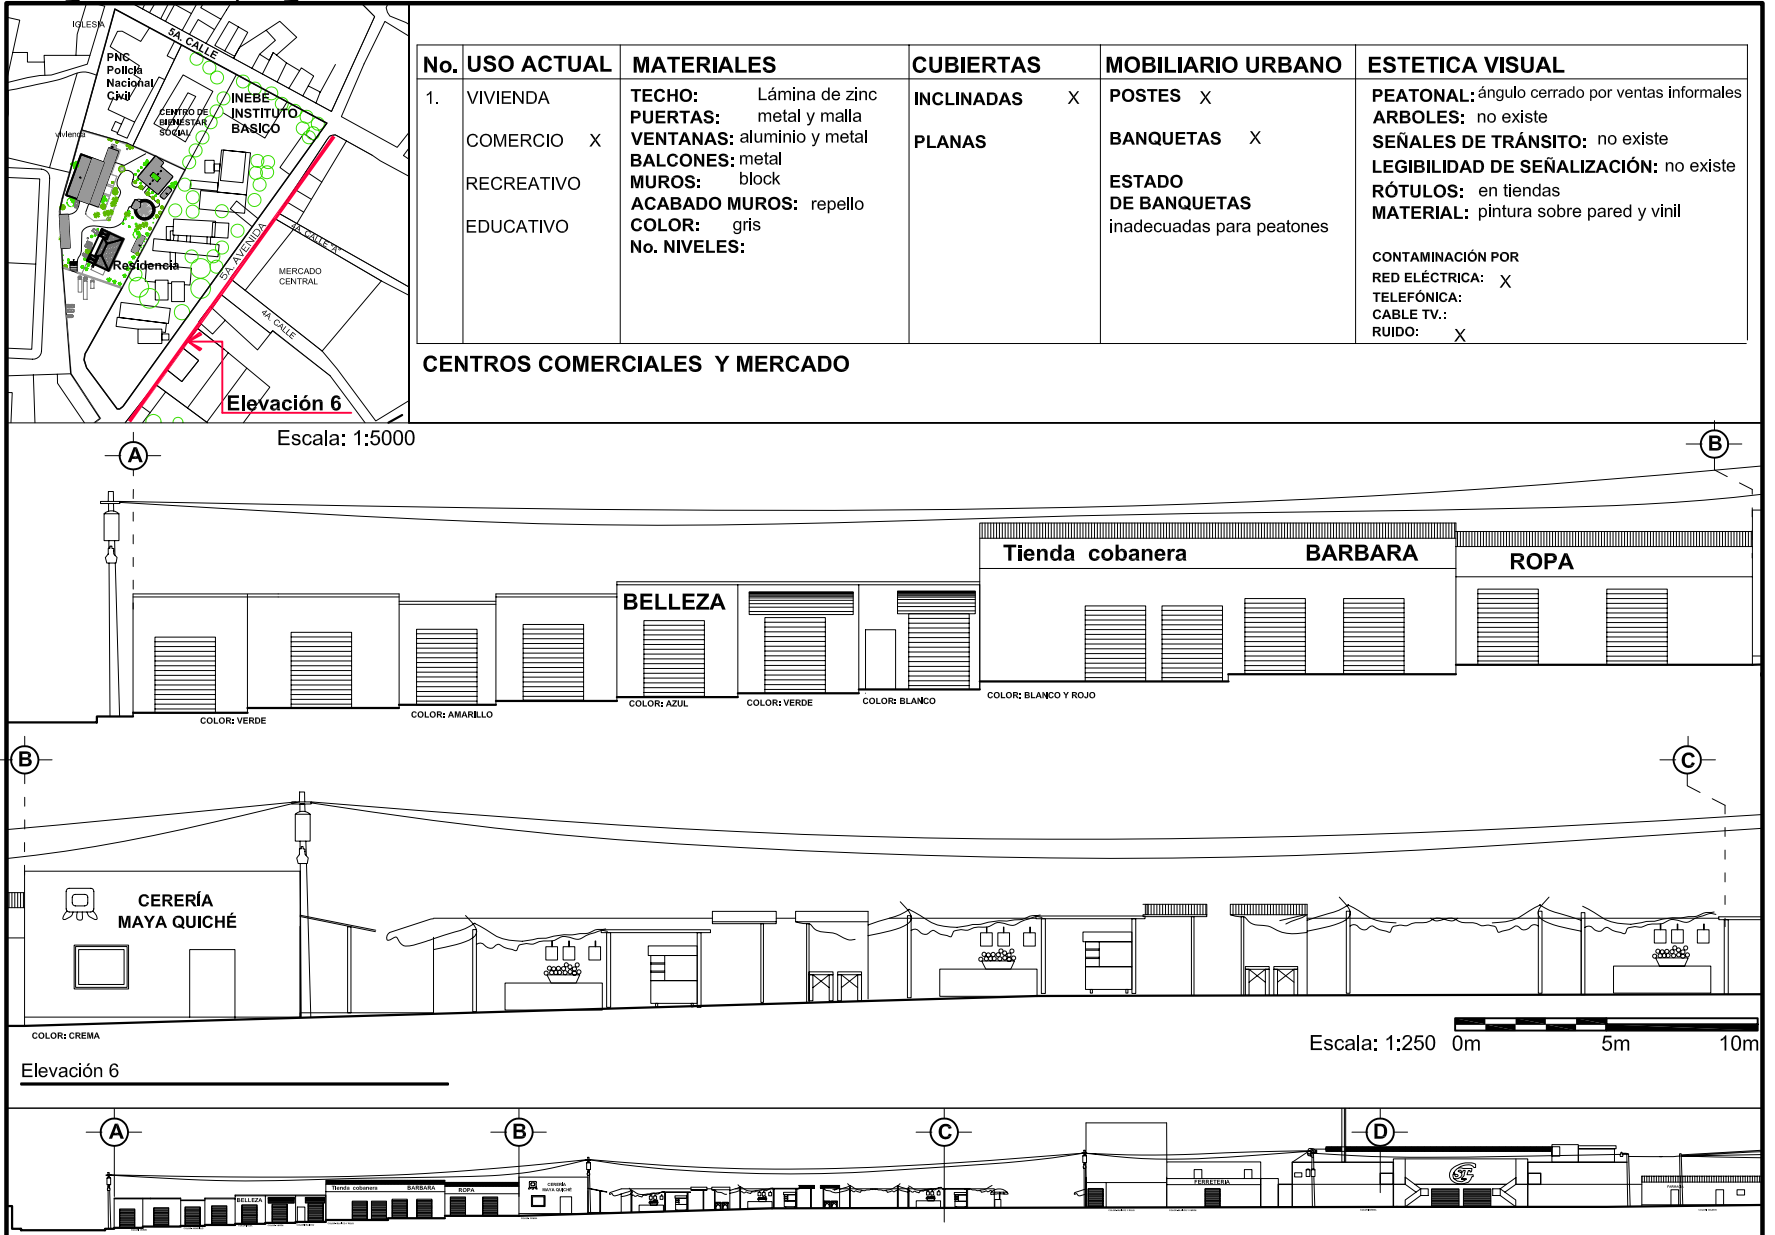 IGLESIA
5A. CALLE
PNC
Policía
Nacional
Civil
CENTRO DE
BIENESTAR
SOCIAL
INEBE
INSTITUTO
BASICO
vivienda
Residencia
5A. AVENIDA
4A. CALLE "A"
MERCADO
CENTRAL
4A. CALLE
Elevación 6
Escala: 1:5000
No. USO ACTUAL MATERIALES CUBIERTAS MOBILIARIO URBANO ESTETICA VISUAL
1.
VIVIENDA
COMERCIO X
RECREATIVO
EDUCATIVO
TECHO: Lámina de zinc
PUERTAS: metal y malla
VENTANAS: aluminio y metal
BALCONES: metal
MUROS: block
ACABADO MUROS: repello
COLOR: gris
No. NIVELES:
INCLINADAS X
PLANAS
POSTES X
BANQUETAS X
ESTADO
DE BANQUETAS
inadecuadas para peatones
PEATONAL: ángulo cerrado por ventas informales
ARBOLES: no existe
SEÑALES DE TRÁNSITO: no existe
LEGIBILIDAD DE SEÑALIZACIÓN: no existe
RÓTULOS: en tiendas
MATERIAL: pintura sobre pared y vinil
CONTAMINACIÓN POR
RED ELÉCTRICA: X
TELEFÓNICA:
CABLE TV.:
RUIDO: X
CENTROS COMERCIALES Y MERCADO
A
B
Tienda cobanera BARBARA
ROPA
BELLEZA
COLOR: VERDE
COLOR: AMARILLO
COLOR: AZUL
COLOR: VERDE
COLOR: BLANCO
COLOR: BLANCO Y ROJO
B
C
CERERÍA
MAYA QUICHÉ
COLOR: CREMA
Escala: 1:250 0m 5m 10m
Elevación 6
A
B
C
D
BELLEZA
Tienda cobanera BARBARA
ROPA
CERERÍA
MAYA QUICHÉ
FERRETERIA